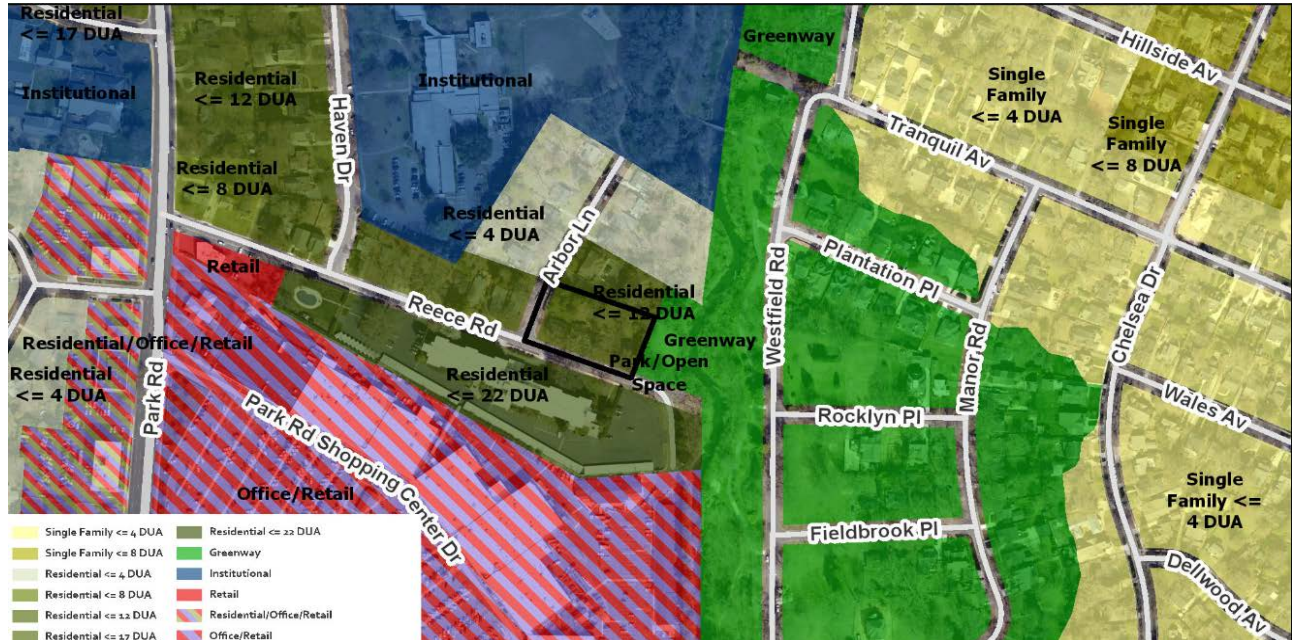 Residential
<= 17 DUA
Institutional
Residential
<= 12 DUA
Haven Dr
Institutional
Greenway
Hillside Av
Single
Family
<= 4 DUA
Single
Family
<= 8 DUA
Tranquil Av
Residential
<= 8 DUA
Residential
<= 4 DUA
Arbor Ln
Westfield Rd
Plantation Pl
Chelsea Dr
Retail
Reece Rd
Residential
<= 12 DUA
Greenway
Park/Open
Space
Manor Rd
Residential/Office/Retail
Residential
<= 4 DUA
Park Rd
Residential
<= 22 DUA
Park Rd Shopping Center Dr
Rocklyn Pl
Wales Av
Office/Retail
Single
Family <=
4 DUA
Fieldbrook Pl
Dellwood Av
Single Family <= 4 DUA
Single Family <= 8 DUA
Residential <= 4 DUA
Residential <= 8 DUA
Residential <= 12 DUA
Residential <= 17 DUA
Residential <= 22 DUA
Greenway
Institutional
Retail
Residential/Office/Retail
Office/Retail